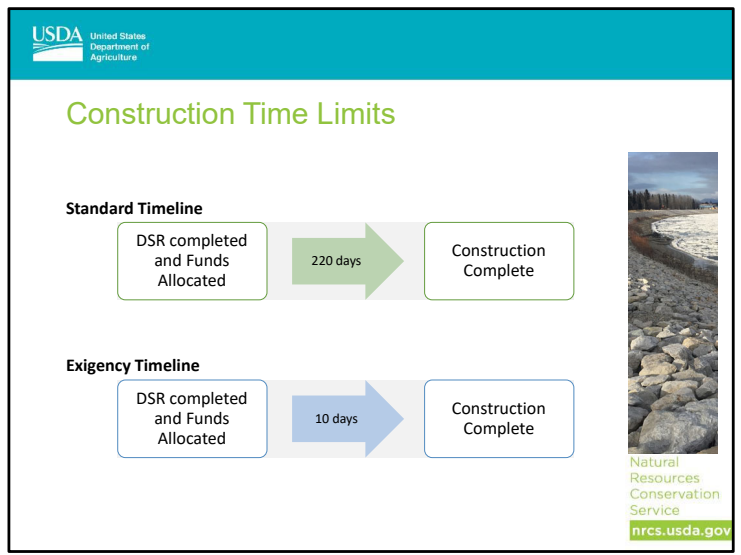 USDA
United States
Department of
Agriculture
Construction Time Limits
Standard Timeline
DSR completed
and Funds
Allocated
220 days
Construction
Complete
Exigency Timeline
DSR completed
and Funds
Allocated
10 days
Construction
Complete
Natural
Resources
Conservation
Service
nrcs.usda.gov